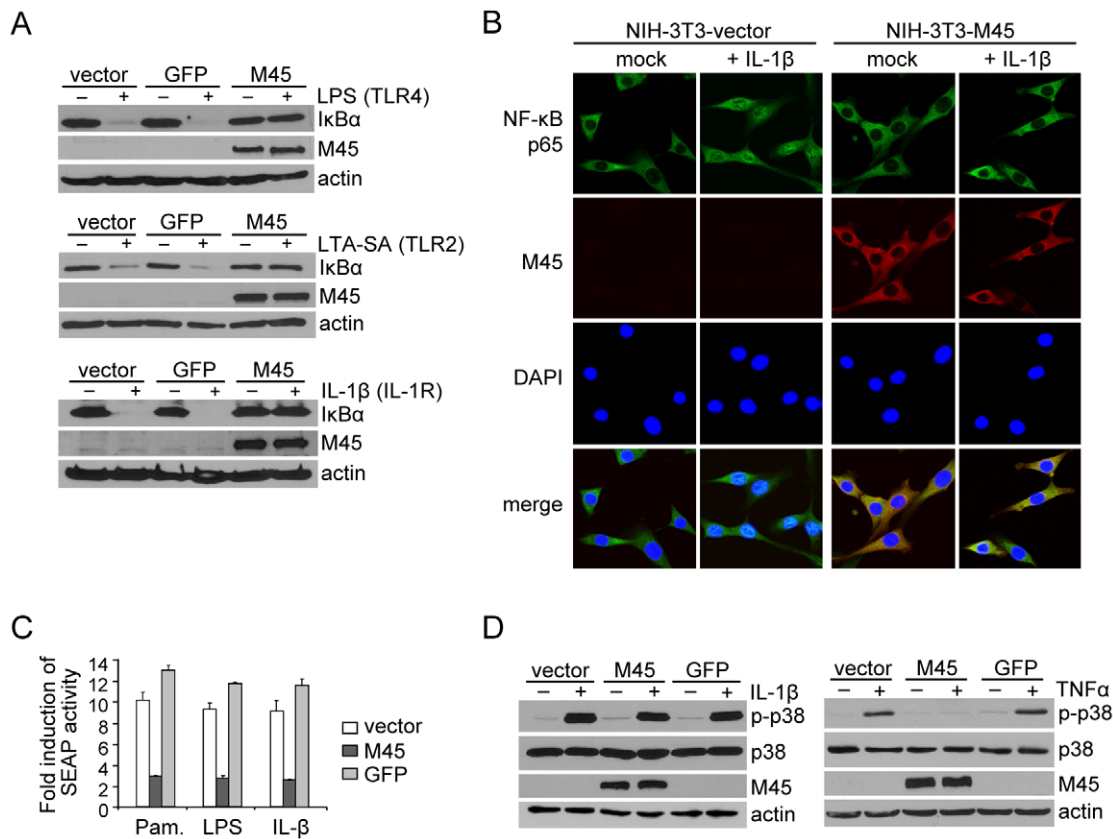 A
vector GFP M45
– + – + – + LPS (TLR4)
IκBα
M45
actin
vector GFP M45
– + – + – + LTA-SA (TLR2)
IκBα
M45
actin
vector GFP M45
– + – + – + IL-1β (IL-1R)
IκBα
M45
actin
B
NIH-3T3-vector NIH-3T3-M45
mock + IL-1β mock + IL-1β
NF-κB
p65
M45
DAPI
merge
C
Fold induction of
SEAP activity
14
12
10
8
6
4
2
0
Pam. LPS IL-β
vector
M45
GFP
D
vector M45 GFP
– + – + – + IL-1β
p-p38
p38
M45
actin
vector M45 GFP
– + – + – + TNFα
p-p38
p38
M45
actin